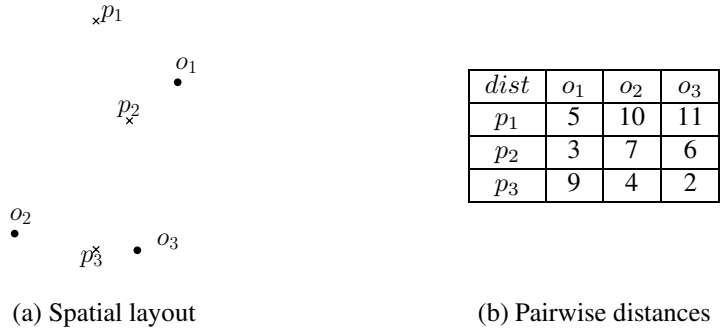 p1
o1
p2
o2
o3
p3
dist o1 o2 o3
p1 5 10 11
p2 3 7 6
p3 9 4 2
(a) Spatial layout
(b) Pairwise distances